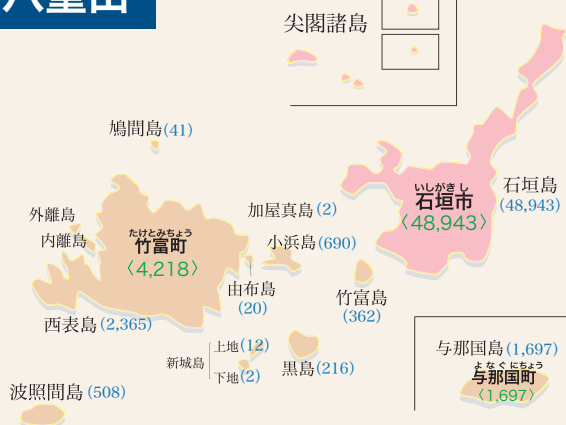 八重山
尖閣諸島
鳩間島(41)
いしがきし
石垣市
〈48,943〉
石垣島
(48,943)
外離島
内離島
たけとみちょう
竹富町
〈4,218〉
加屋真島(2)
小浜島(690)
由布島
(20)
竹富島
(362)
西表島(2,365)
新城島
上地(12)
下地(2)
黒島(216)
波照間島(508)
与那国島(1,697)
よなぐにちょう
与那国町
〈1,697〉